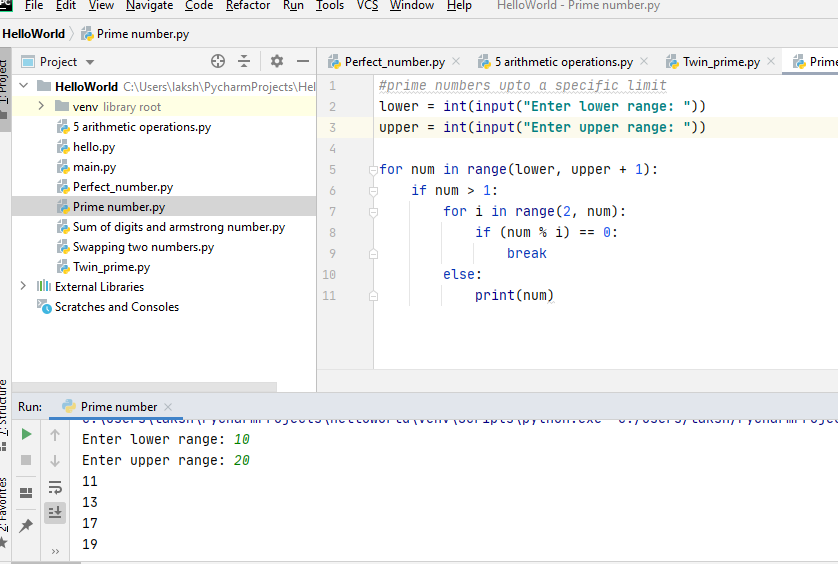 File Edit View Navigate Code Refactor Run Tools VCS Window Help HelloWorld - Prime number.py
HelloWorld Prime number.py
Project
Perfect_number.py 5 arithmetic operations.py Twin_prime.py Prime
HelloWorld C:\Users\laksh\PycharmProjects\Hel
venv library root
5 arithmetic operations.py
hello.py
main.py
Perfect_number.py
Prime number.py
Sum of digits and armstrong number.py
Swapping two numbers.py
Twin_prime.py
External Libraries
Scratches and Consoles
1: Project
1 #prime numbers upto a specific limit
2 lower = int(input("Enter lower range: "))
3 upper = int(input("Enter upper range: "))
4
5 for num in range(lower, upper + 1):
6 if num > 1:
7 for i in range(2, num):
8 if (num % i) == 0:
9 break
10 else:
11 print(num)
Structure
2: Favorites
Run: Prime number
Enter lower range: 10
Enter upper range: 20
11
13
17
19